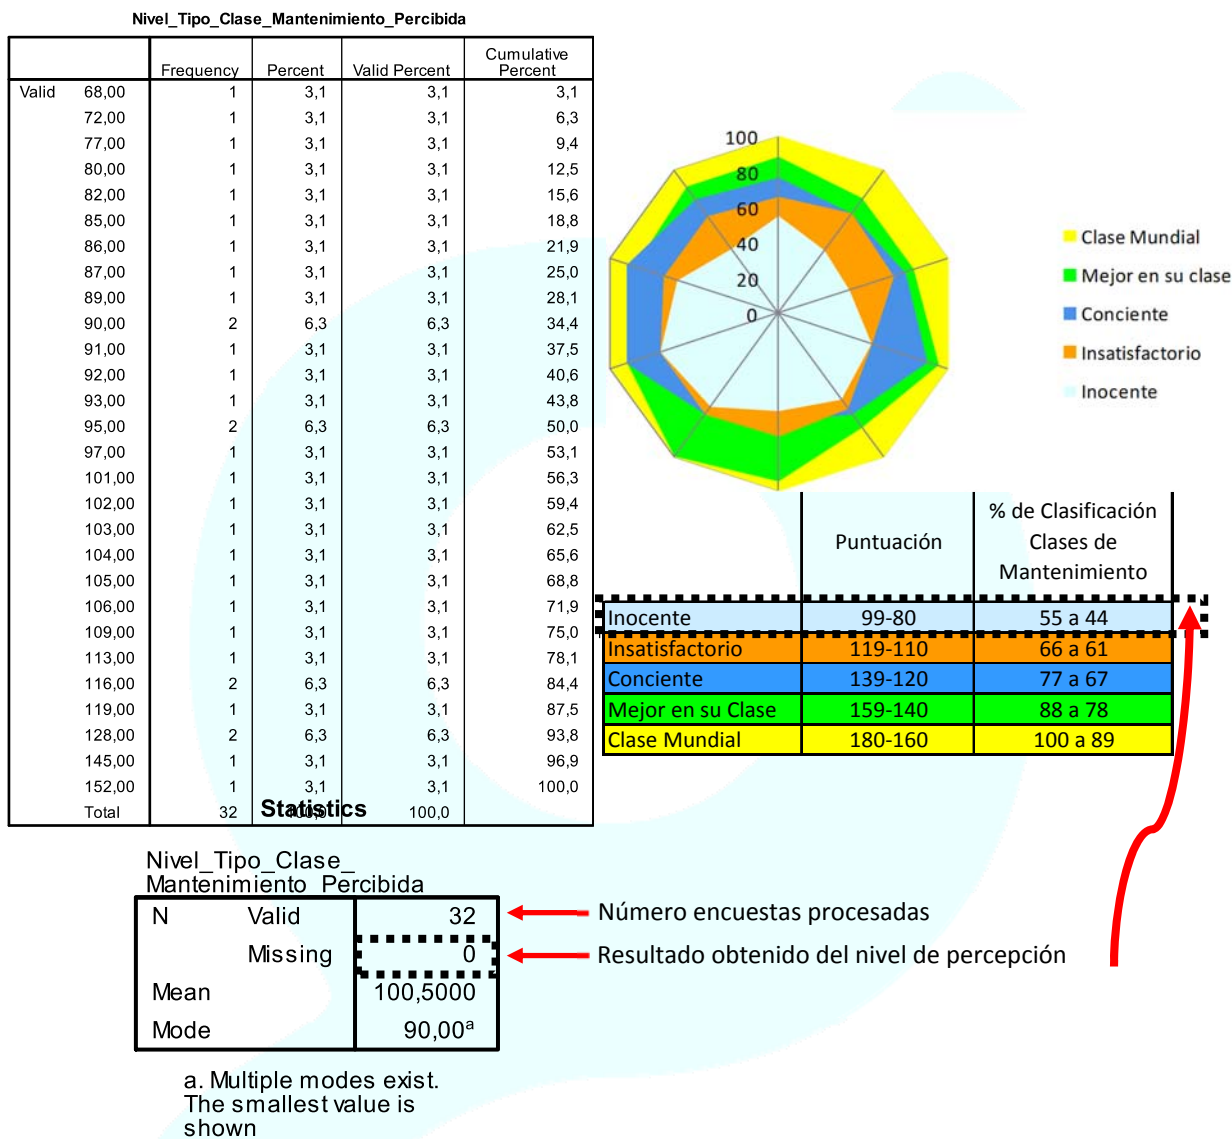 Nivel_Tipo_Clase_Mantenimiento_Percibida
Frequency Percent Valid Percent Cumulative Percent
Valid 68,00 1 3,1 3,1 3,1
72,00 1 3,1 3,1 6,3
77,00 1 3,1 3,1 9,4
80,00 1 3,1 3,1 12,5
82,00 1 3,1 3,1 15,6
85,00 1 3,1 3,1 18,8
86,00 1 3,1 3,1 21,9
87,00 1 3,1 3,1 25,0
89,00 1 3,1 3,1 28,1
90,00 2 6,3 6,3 34,4
91,00 1 3,1 3,1 37,5
92,00 1 3,1 3,1 40,6
93,00 1 3,1 3,1 43,8
95,00 2 6,3 6,3 50,0
97,00 1 3,1 3,1 53,1
101,00 1 3,1 3,1 56,3
102,00 1 3,1 3,1 59,4
103,00 1 3,1 3,1 62,5
104,00 1 3,1 3,1 65,6
105,00 1 3,1 3,1 68,8
106,00 1 3,1 3,1 71,9
109,00 1 3,1 3,1 75,0
113,00 1 3,1 3,1 78,1
116,00 2 6,3 6,3 84,4
119,00 1 3,1 3,1 87,5
128,00 2 6,3 6,3 93,8
145,00 1 3,1 3,1 96,9
152,00 1 3,1 3,1 100,0
Total 32 100,0 100,0
100
80
60
40
20
0
Clase Mundial
Mejor en su clase
Conciente
Insatisfactorio
Inocente
Puntuación
% de Clasificación
Clases de
Mantenimiento
Inocente 99-80 55 a 44
Insatisfactorio 119-110 66 a 61
Conciente 139-120 77 a 67
Mejor en su Clase 159-140 88 a 78
Clase Mundial 180-160 100 a 89
Statistics
Nivel_Tipo_Clase_
Mantenimiento_Percibida
N Valid 32
Missing 0
Mean 100,5000
Mode 90,00a
Número encuestas procesadas
Resultado obtenido del nivel de percepción
a. Multiple modes exist.
The smallest value is
shown